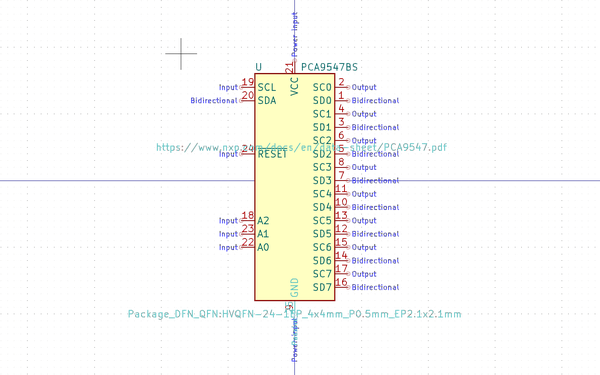 Power input
21
U PCA9547BS
VCC
Input 19 SCL SC0 2 Output
Bidirectional 20 SDA SD0 1 Bidirectional
SC1 4 Output
SD1 3 Bidirectional
SC2 6 Output
https://www.nxp.com/docs/en/data-sheet/PCA9547.pdf
Input 24 RESET SD2 5 Bidirectional
SC3 8 Output
SD3 7 Bidirectional
SC4 11 Output
SD4 10 Bidirectional
Input 18 A2 SC5 13 Output
Input 23 A1 SD5 12 Bidirectional
Input 22 A0 SC6 15 Output
SD6 14 Bidirectional
SC7 17 Output
GND
SD7 16 Bidirectional
9
Package_DFN_QFN:HVQFN-24-1EP_4x4mm_P0.5mm_EP2.1x2.1mm
Power input